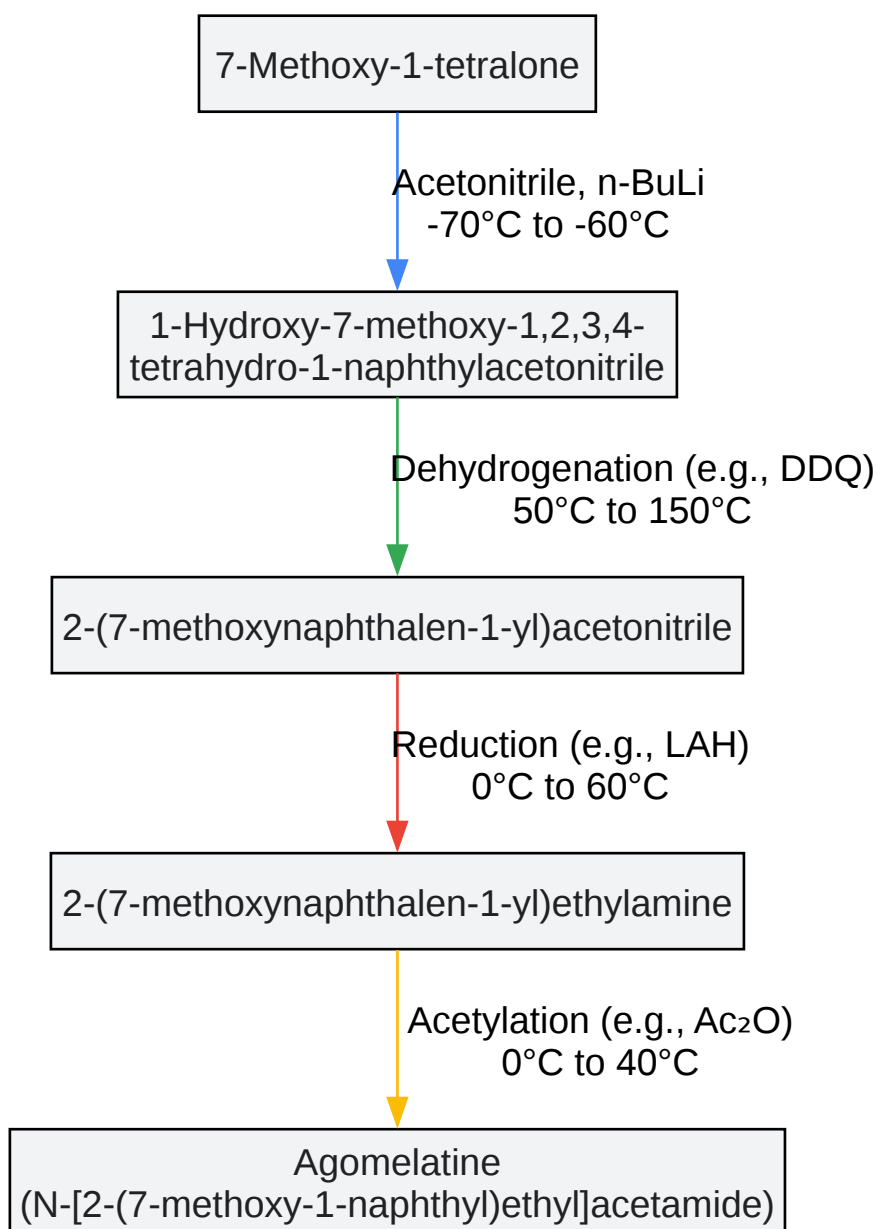 7-Methoxy-1-tetralone
Acetonitrile, n-BuLi
-70°C to -60°C
1-Hydroxy-7-methoxy-1,2,3,4-
tetrahydro-1-naphthylacetonitrile
Dehydrogenation (e.g., DDQ)
50°C to 150°C
2-(7-methoxynaphthalen-1-yl)acetonitrile
Reduction (e.g., LAH)
0°C to 60°C
2-(7-methoxynaphthalen-1-yl)ethylamine
Acetylation (e.g., Ac₂O)
0°C to 40°C
Agomelatine
(N-[2-(7-methoxy-1-naphthyl)ethyl]acetamide)